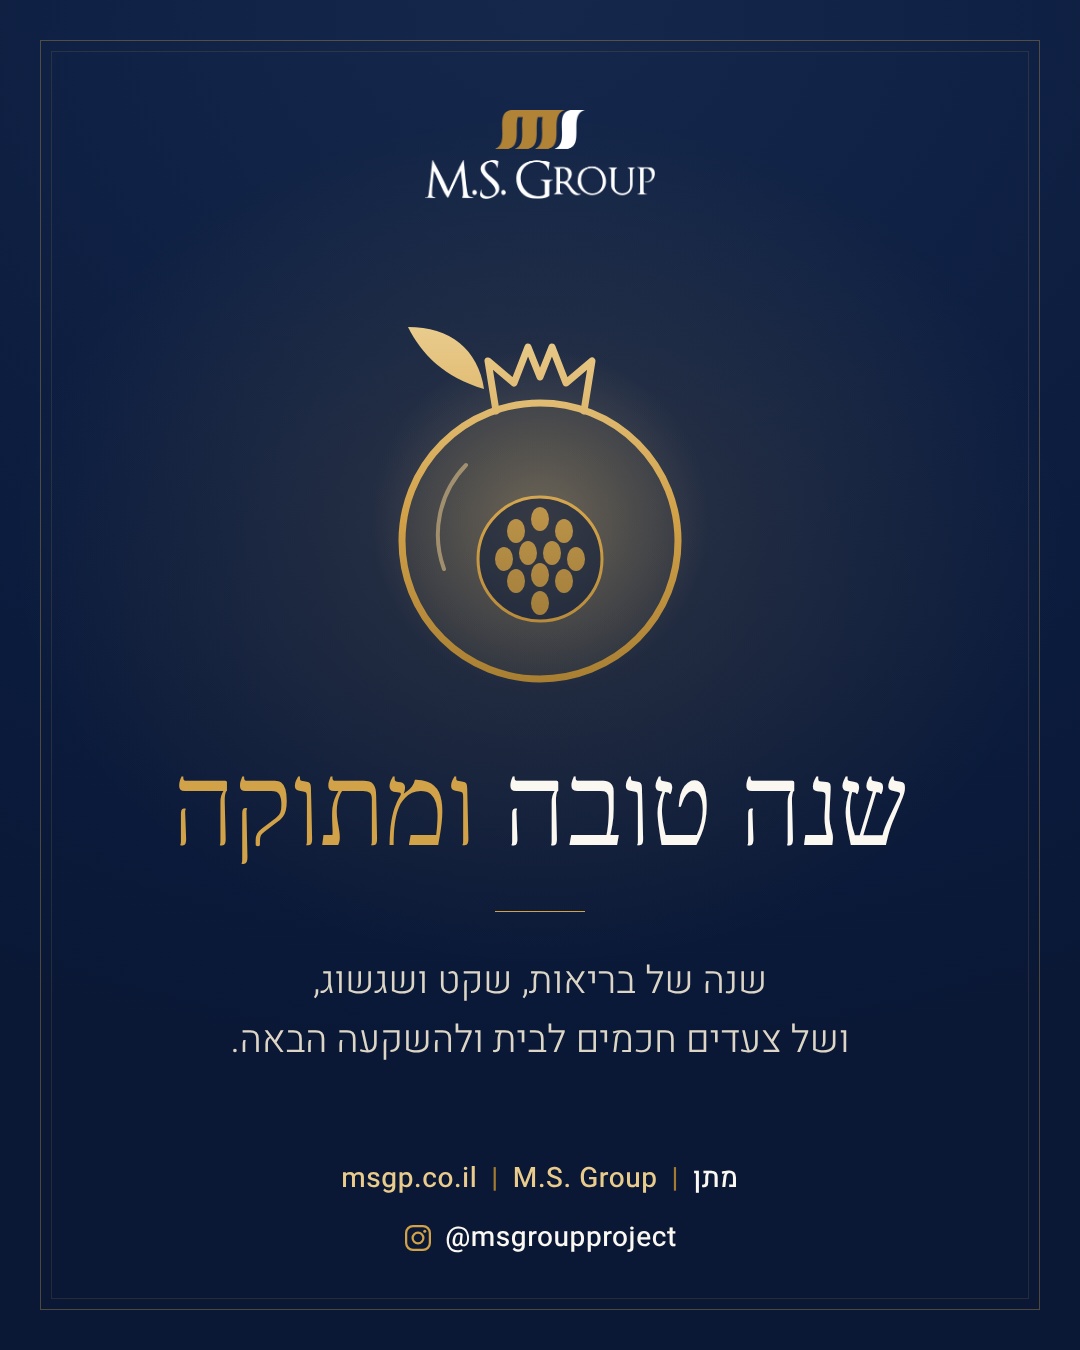 M.S. GROUP
שנה טובה ומתוקה
שנה של בריאות, שקט ושגשוג,
ושל צעדים חכמים לבית ולהשקעה הבאה.
מתן | M.S. Group | msgp.co.il
@msgroupproject